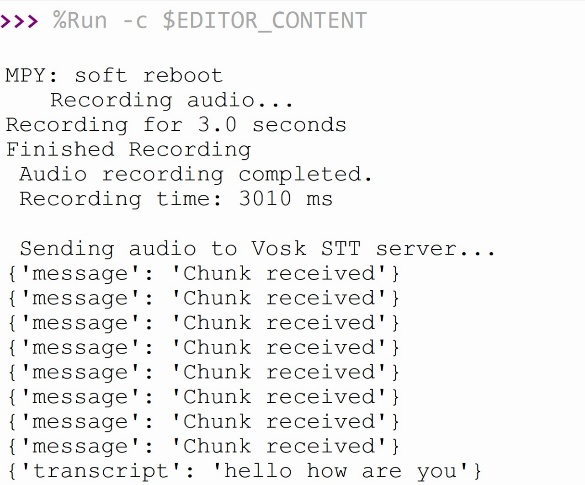 >>> %Run -c $EDITOR_CONTENT
MPY: soft reboot
Recording audio...
Recording for 3.0 seconds
Finished Recording
Audio recording completed.
Recording time: 3010 ms
Sending audio to Vosk STT server...
{'message': 'Chunk received'}
{'message': 'Chunk received'}
{'message': 'Chunk received'}
{'message': 'Chunk received'}
{'message': 'Chunk received'}
{'message': 'Chunk received'}
{'message': 'Chunk received'}
{'message': 'Chunk received'}
{'transcript': 'hello how are you'}